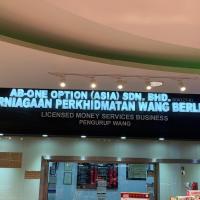 AB-ONE OPTION (ASIA) SDN. BHD.
RNIAGAAN PERKHIDMATAN WANG BERL
LICENSED MONEY SERVICES BUSINESS
PENGURUP WANG